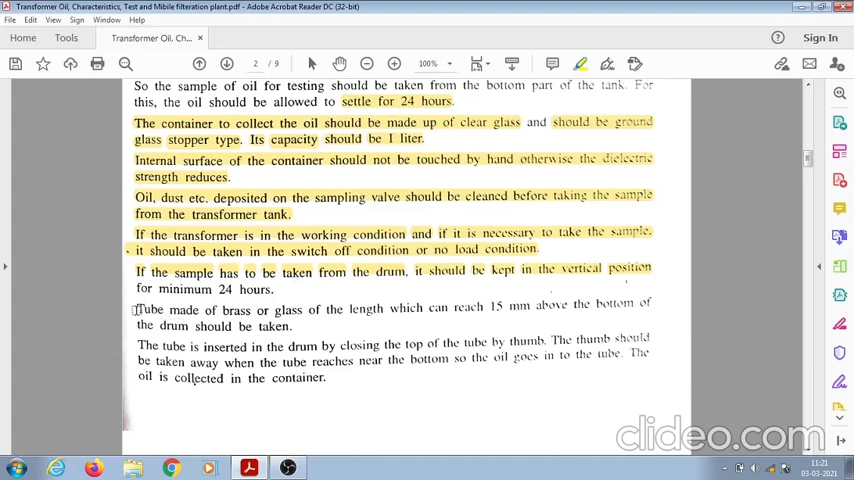 Transformer Oil, Characteristics, Test and Mibile filteration plant.pdf - Adobe Acrobat Reader DC (32-bit)
File Edit View Sign Window Help
Home Tools Transformer Oil, Ch... × Sign In
2 / 9 100%
So the sample of oil for testing should be taken from the bottom part of the tank. For
this, the oil should be allowed to settle for 24 hours.
The container to collect the oil should be made up of clear glass and should be ground
glass stopper type. Its capacity should be I liter.
Internal surface of the container should not be touched by hand otherwise the dielectric
strength reduces.
Oil, dust etc. deposited on the sampling valve should be cleaned before taking the sample
from the transformer tank.
If the transformer is in the working condition and if it is necessary to take the sample,
it should be taken in the switch off condition or no load condition.
If the sample has to be taken from the drum, it should be kept in the vertical position
for minimum 24 hours.
Tube made of brass or glass of the length which can reach 15 mm above the bottom of
the drum should be taken.
The tube is inserted in the drum by closing the top of the tube by thumb. The thumb should
be taken away when the tube reaches near the bottom so the oil goes in to the tube. The
oil is collected in the container.
clideo.com
11:21
03-03-2021